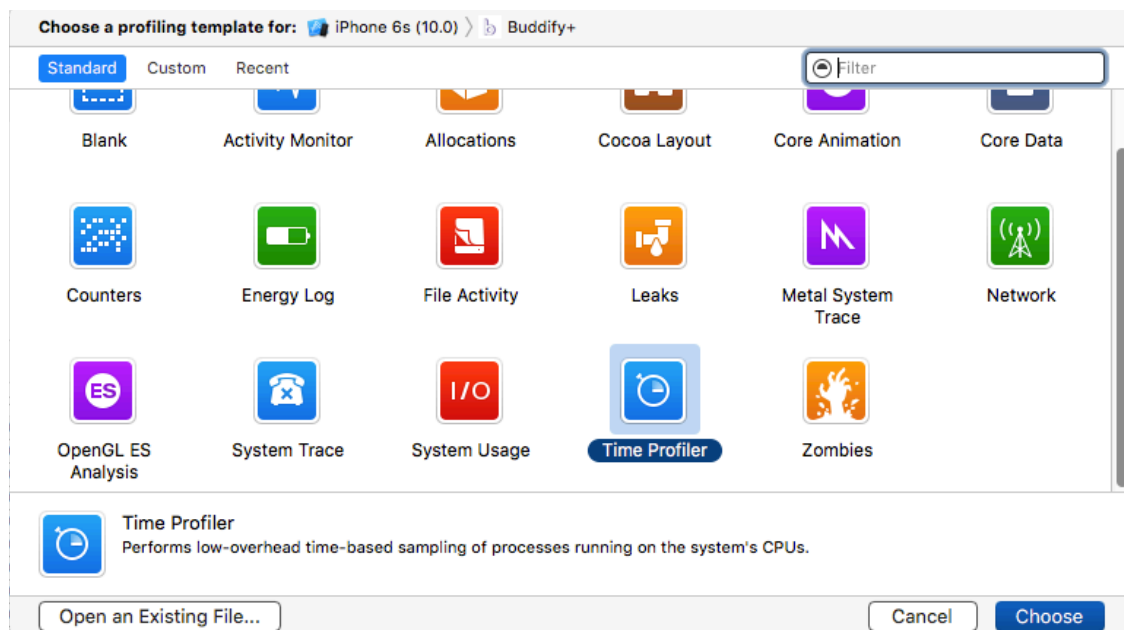 Choose a profiling template for: iPhone 6s (10.0) 〉 Buddify+
Standard Custom Recent Filter
Blank Activity Monitor Allocations Cocoa Layout Core Animation Core Data
Counters Energy Log File Activity Leaks Metal System Network
Trace
ES I/O
OpenGL ES System Trace System Usage Time Profiler Zombies
Analysis
Time Profiler
Performs low-overhead time-based sampling of processes running on the system's CPUs.
Open an Existing File... Cancel Choose